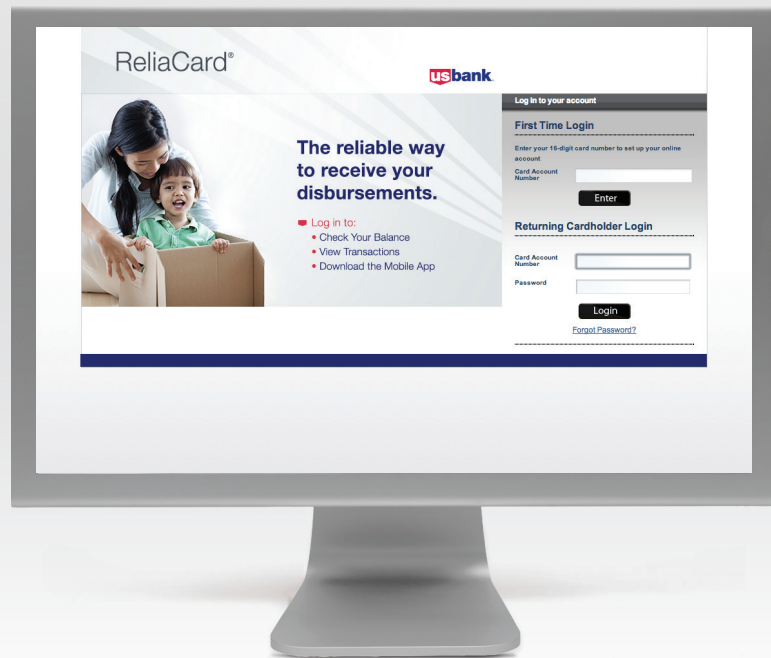 ReliaCard®
usbank.
The reliable way
to receive your
disbursements.
Log in to:
• Check Your Balance
• View Transactions
• Download the Mobile App
Log in to your account
First Time Login
Enter your 16-digit card number to set up your online
account
Card Account
Number
Enter
Returning Cardholder Login
Card Account
Number
Password
Login
Forgot Password?